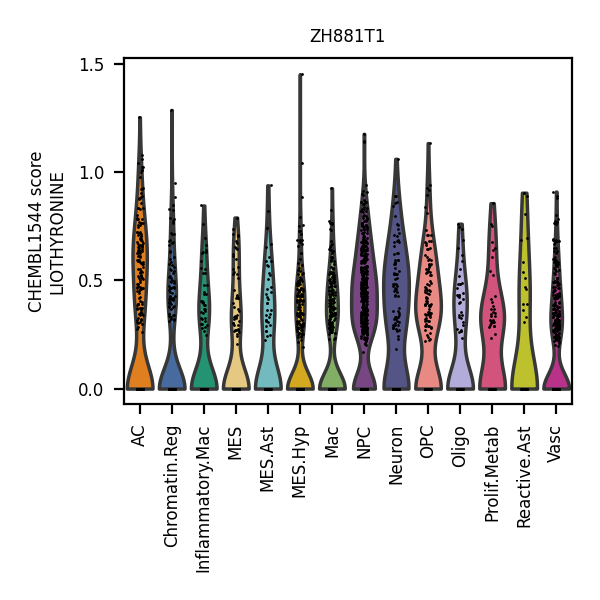 ZH881T1
CHEMBL1544 score
LIOTHYRONINE
1.5
1.0
0.5
0.0
AC
Chromatin.Reg
Inflammatory.Mac
MES
MES.Ast
MES.Hyp
Mac
NPC
Neuron
OPC
Oligo
Prolif.Metab
Reactive.Ast
Vasc